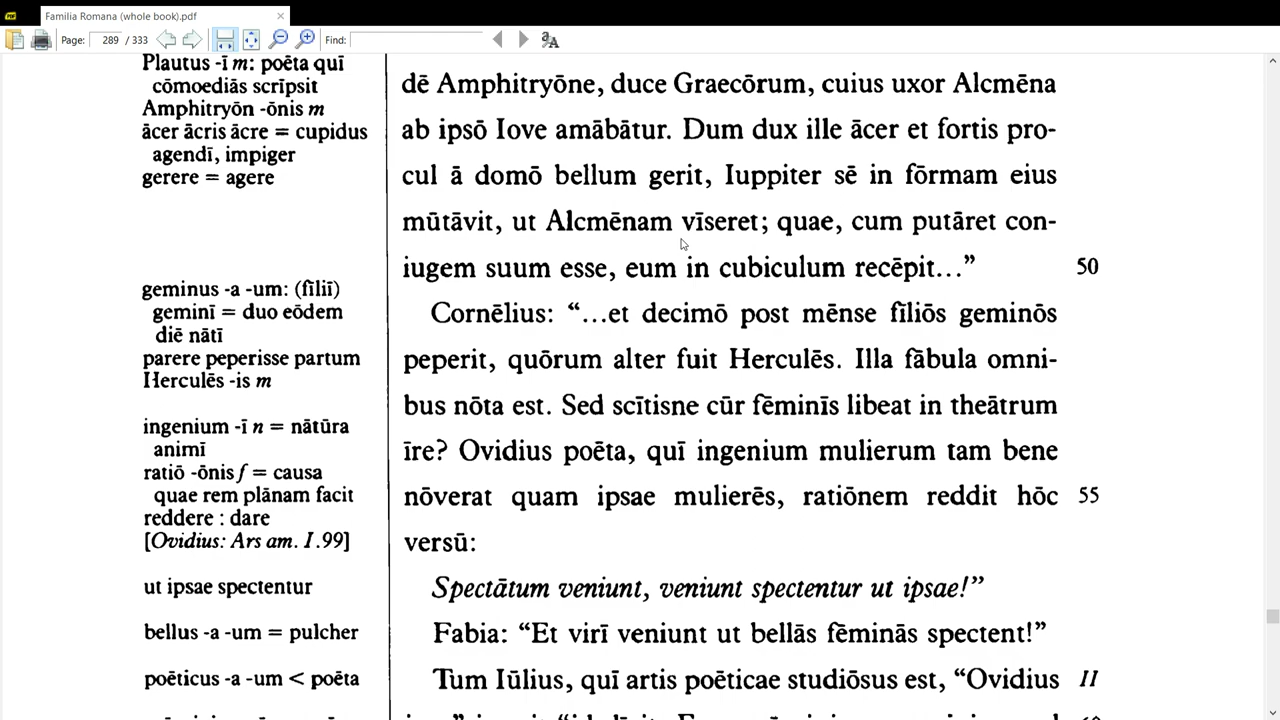 Familia Romana (whole book).pdf
Page: 289 / 333 Find:
Plautus -ī m: poēta quī
cōmoediās scrīpsit
Amphitryōn -ōnis m
ācer ācris ācre = cupidus
agendī, impiger
gerere = agere
geminus -a -um: (fīliī)
geminī = duo eōdem
diē nātī
parere peperisse partum
Herculēs -is m
ingenium -ī n = nātūra
animī
ratiō -ōnis f = causa
quae rem plānam facit
reddere : dare
[Ovidius: Ars am. I.99]
ut ipsae spectentur
bellus -a -um = pulcher
poēticus -a -um < poēta
dē Amphitryōne, duce Graecōrum, cuius uxor Alcmēna
ab ipsō Iove amābātur. Dum dux ille ācer et fortis pro-
cul ā domō bellum gerit, Iuppiter sē in fōrmam eius
mūtāvit, ut Alcmēnam vīseret; quae, cum putāret con-
iugem suum esse, eum in cubiculum recēpit...” 50
Cornēlius: “...et decimō post mēnse fīliōs geminōs
peperit, quōrum alter fuit Herculēs. Illa fābula omni-
bus nōta est. Sed scītisne cūr fēminīs libeat in theātrum
īre? Ovidius poēta, quī ingenium mulierum tam bene
nōverat quam ipsae mulierēs, ratiōnem reddit hōc 55
versū:
Spectātum veniunt, veniunt spectentur ut ipsae!”
Fabia: “Et virī veniunt ut bellās fēminās spectent!”
Tum Iūlius, quī artis poēticae studiōsus est, “Ovidius II